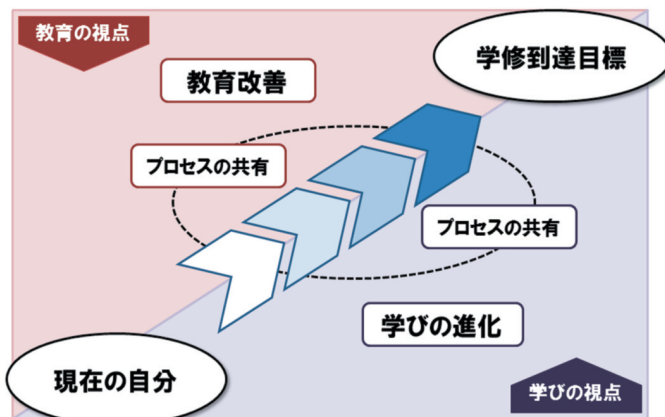 教育の視点
学修到達目標
教育改善
プロセスの共有
プロセスの共有
学びの進化
現在の自分
学びの視点